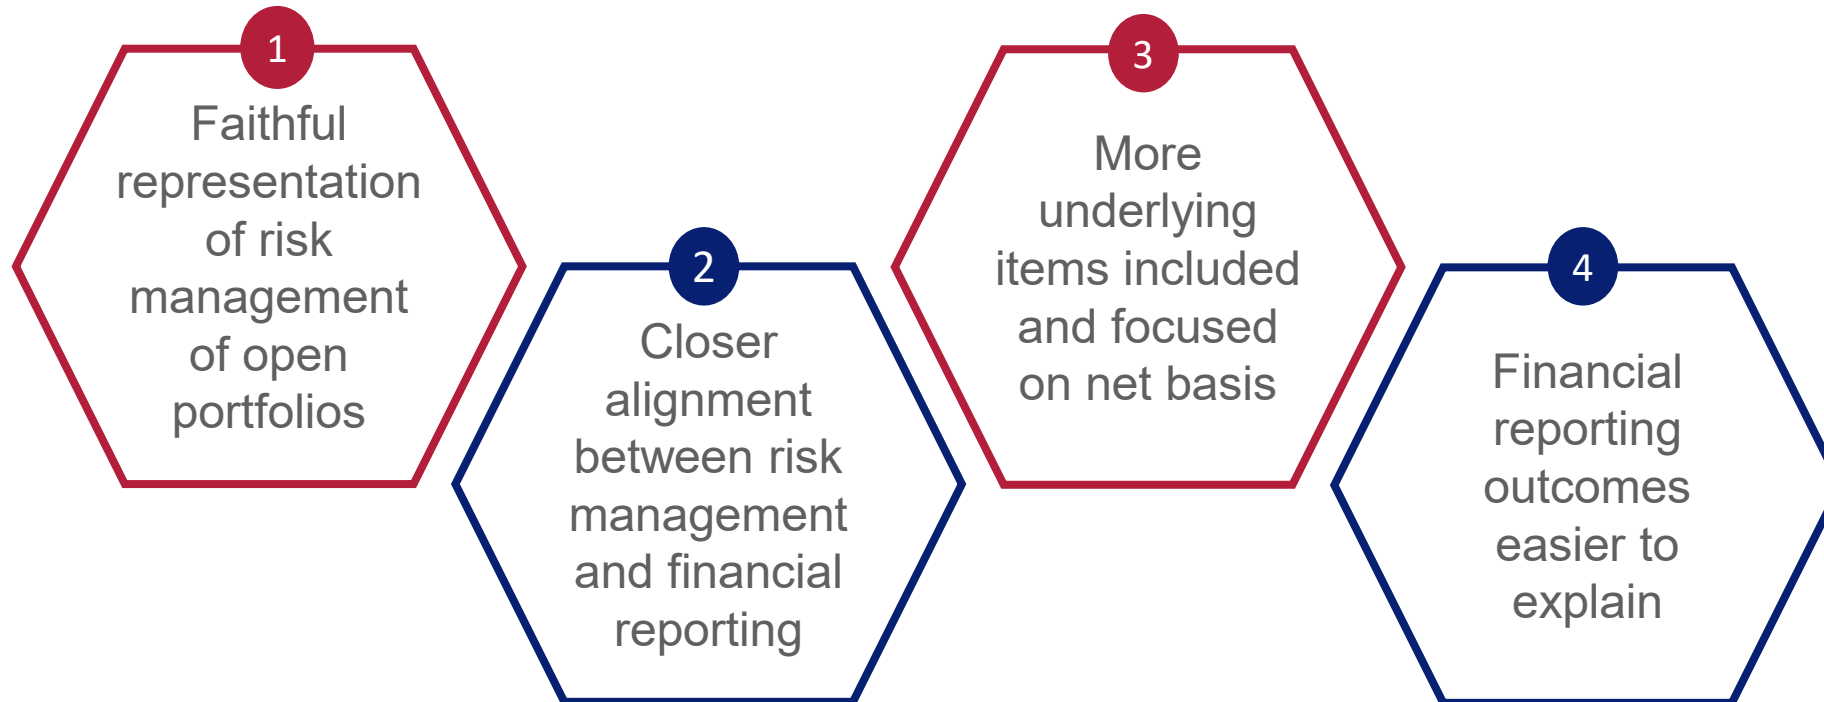 1
Faithful
representation
of risk
management
of open
portfolios
2
Closer
alignment
between risk
management
and financial
reporting
3
More
underlying
items included
and focused
on net basis
4
Financial
reporting
outcomes
easier to
explain